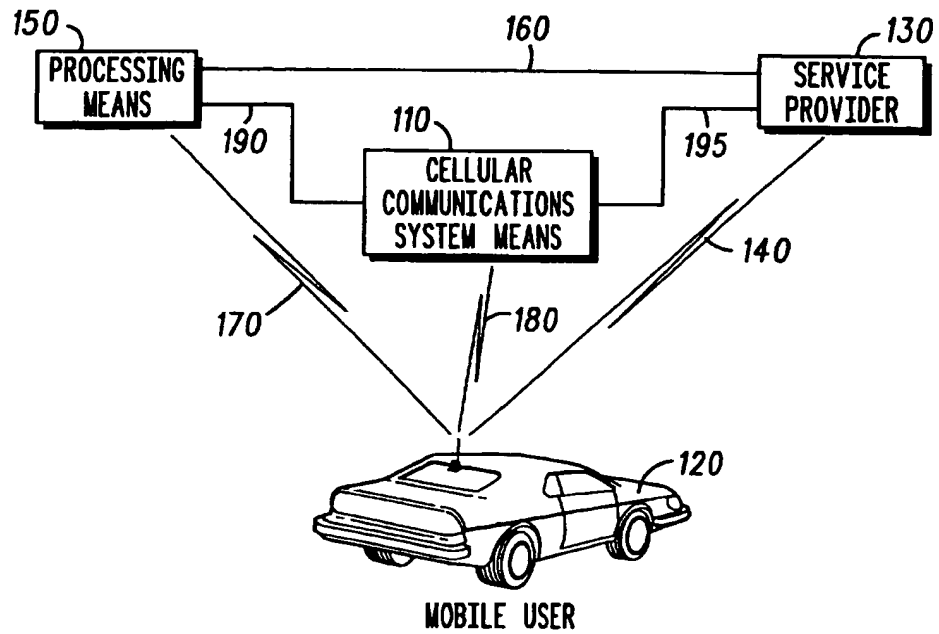 150
160
130
PROCESSING
MEANS
SERVICE
PROVIDER
190
110
195
CELLULAR
COMMUNICATIONS
SYSTEM MEANS
140
170
180
120
MOBILE USER